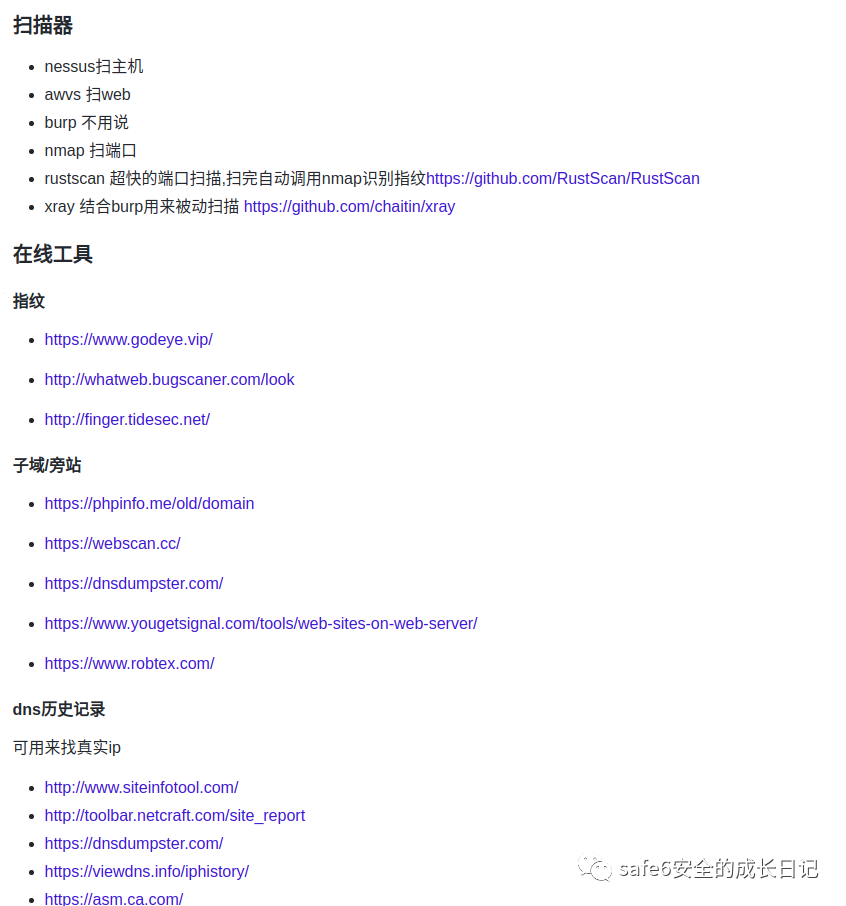 扫描器
nessus扫主机
awvs 扫web
burp 不用说
nmap 扫端口
rustscan 超快的端口扫描,扫完自动调用nmap识别指纹https://github.com/RustScan/RustScan
xray 结合burp用来被动扫描 https://github.com/chaitin/xray
在线工具
指纹
https://www.godeye.vip/
http://whatweb.bugscaner.com/look
http://finger.tidesec.net/
子域/旁站
https://phpinfo.me/old/domain
https://webscan.cc/
https://dnsdumpster.com/
https://www.yougetsignal.com/tools/web-sites-on-web-server/
https://www.robtex.com/
dns历史记录
可用来找真实ip
http://www.siteinfotool.com/
http://toolbar.netcraft.com/site_report
https://dnsdumpster.com/
https://viewdns.info/iphistory/
safe6安全的成长日记
https://asm.ca.com/